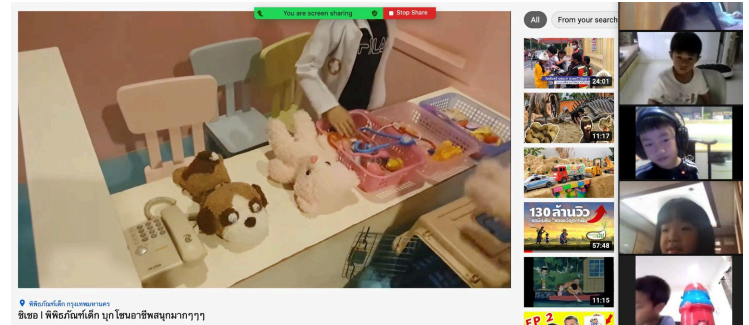 You are screen sharing
Stop Share
All
From your search
FILA
24:01
11:17
130 ล้านวิว
57:48
11:15
EP 2
พิพิธภัณฑ์เด็ก กรุงเทพมหานคร
ชิเชอ l พิพิธภัณฑ์เด็ก บุกโซนอาชีพสนุกมากๆๆๆ